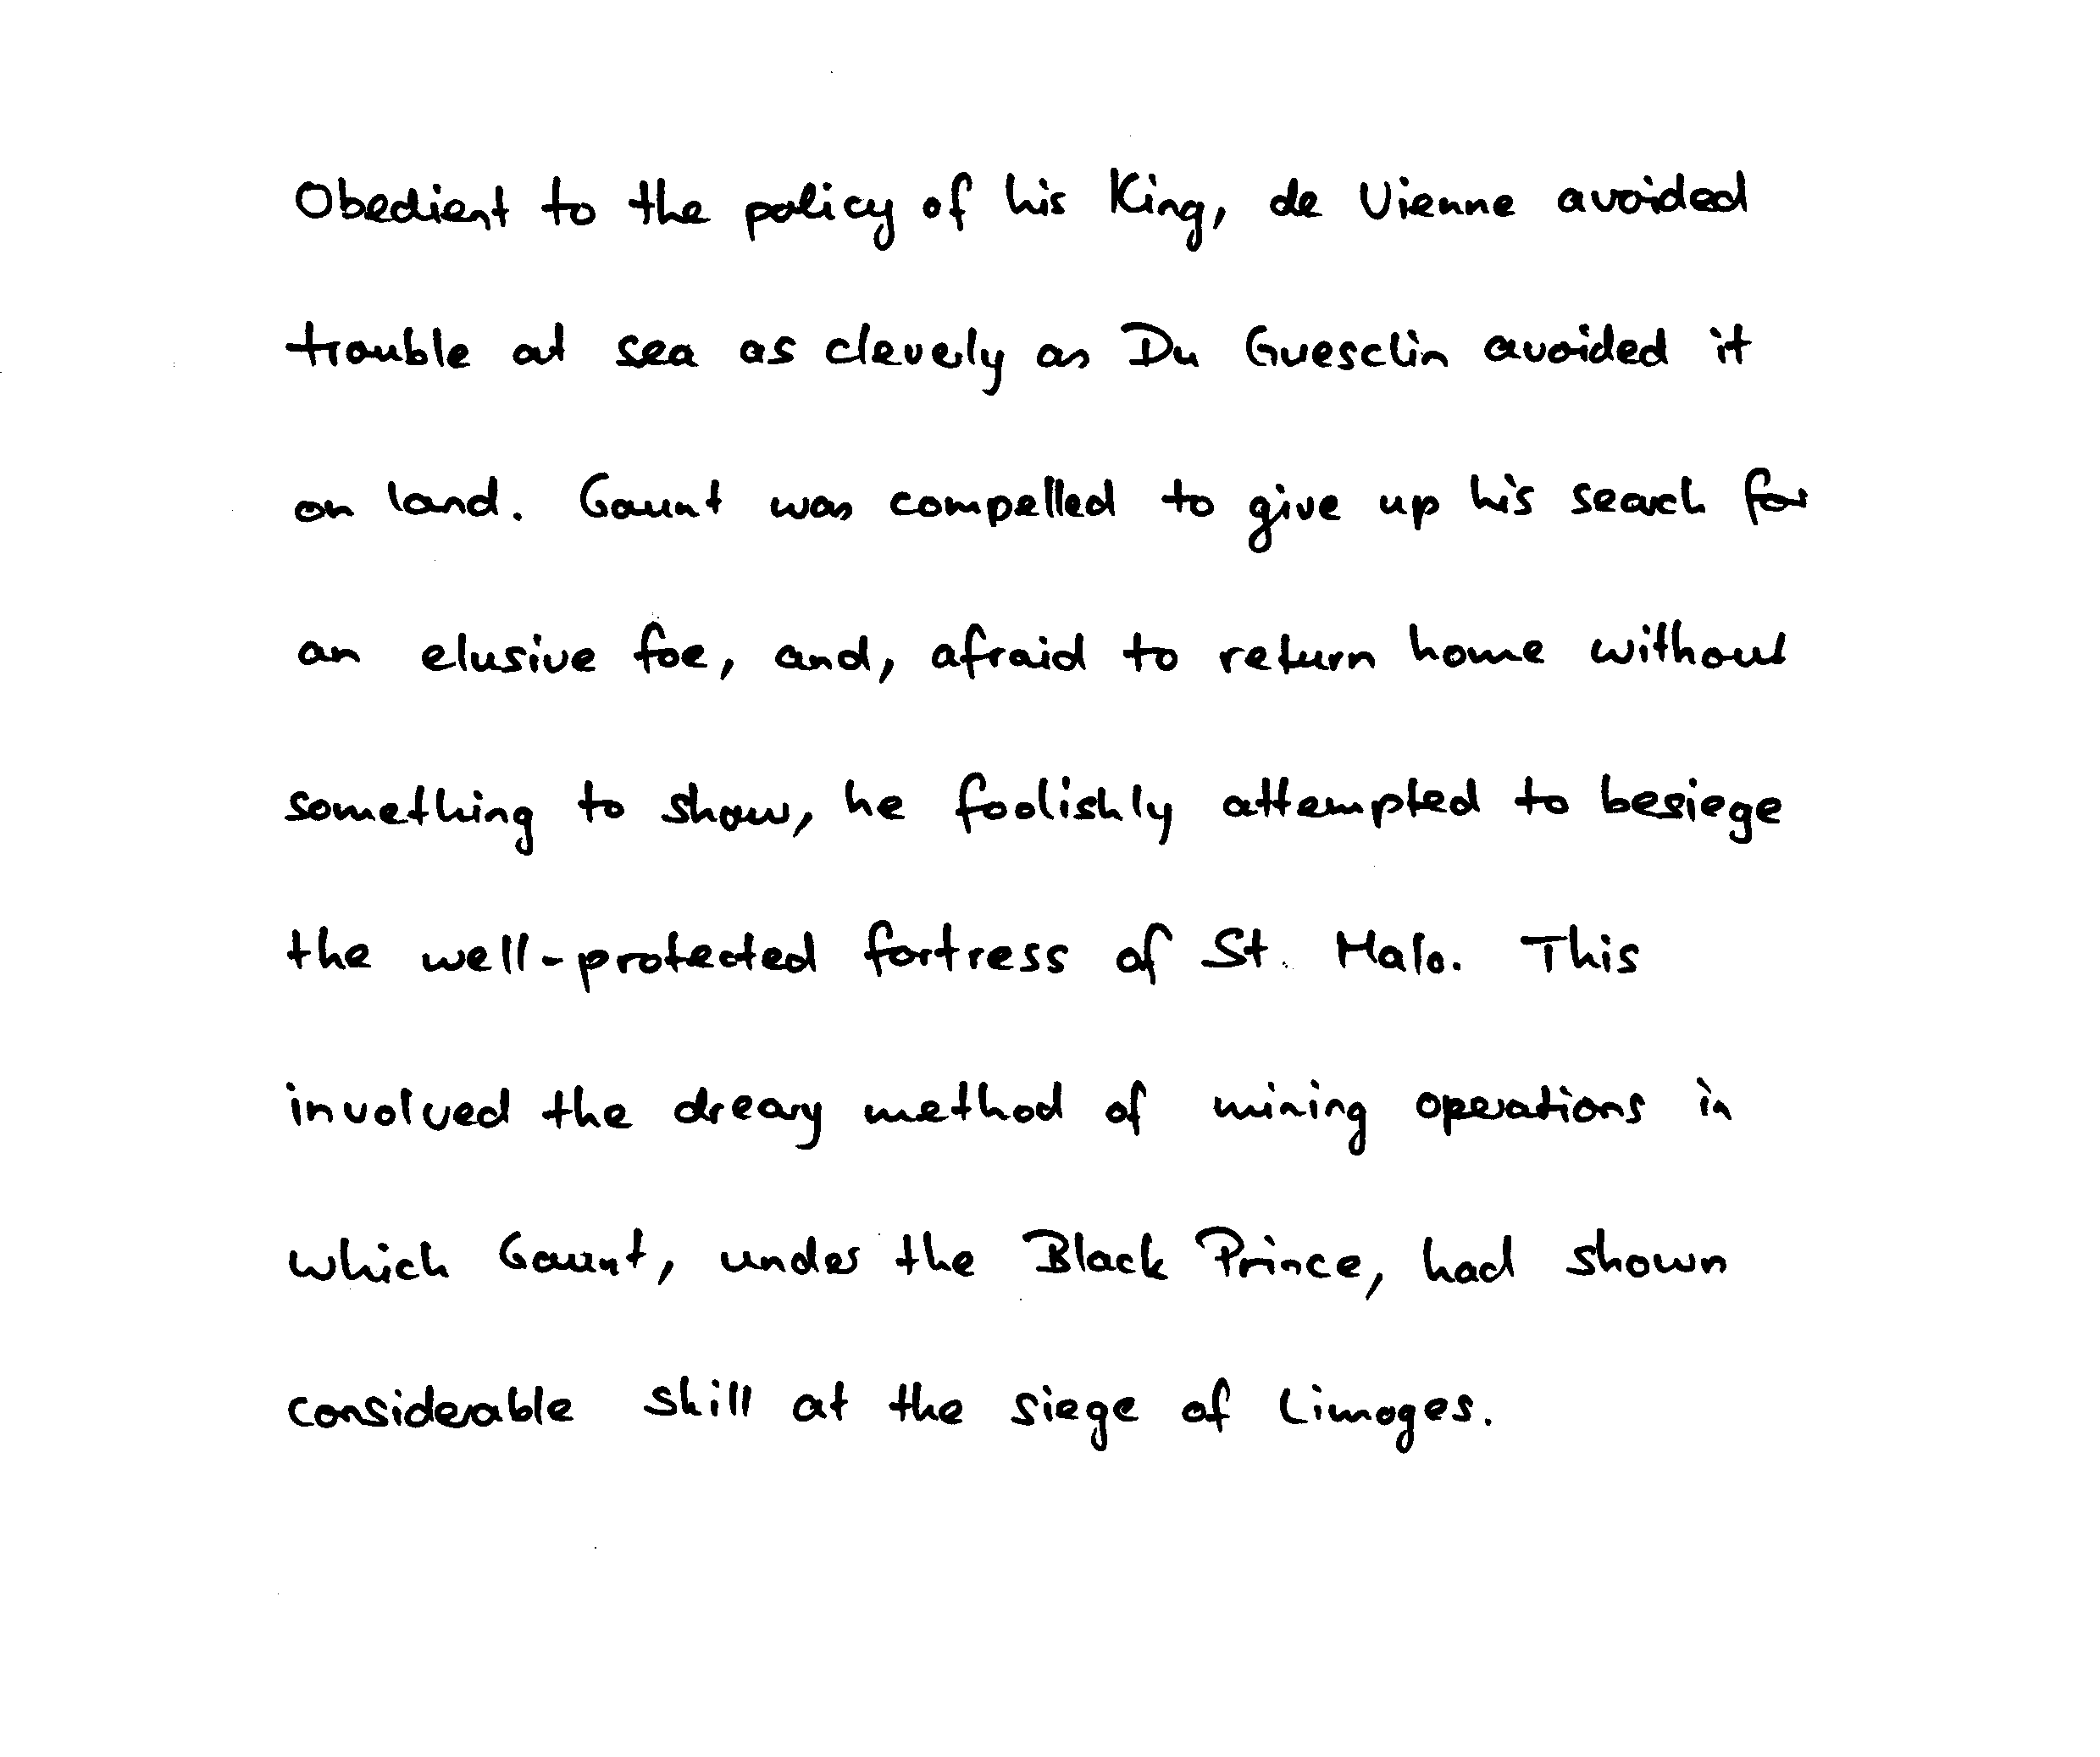 Obedient to the policy of his King, de Vienne avoided
trouble at sea as cleverly as Du Guesclin avoided it
on land. Gaunt was compelled to give up his search for
an elusive foe, and, afraid to return home without
something to show, he foolishly attempted to besiege
the well-protected fortress of St. Malo. This
involved the dreary method of mining operations in
which Gaunt, under the Black Prince, had shown
considerable skill at the siege of Limoges.